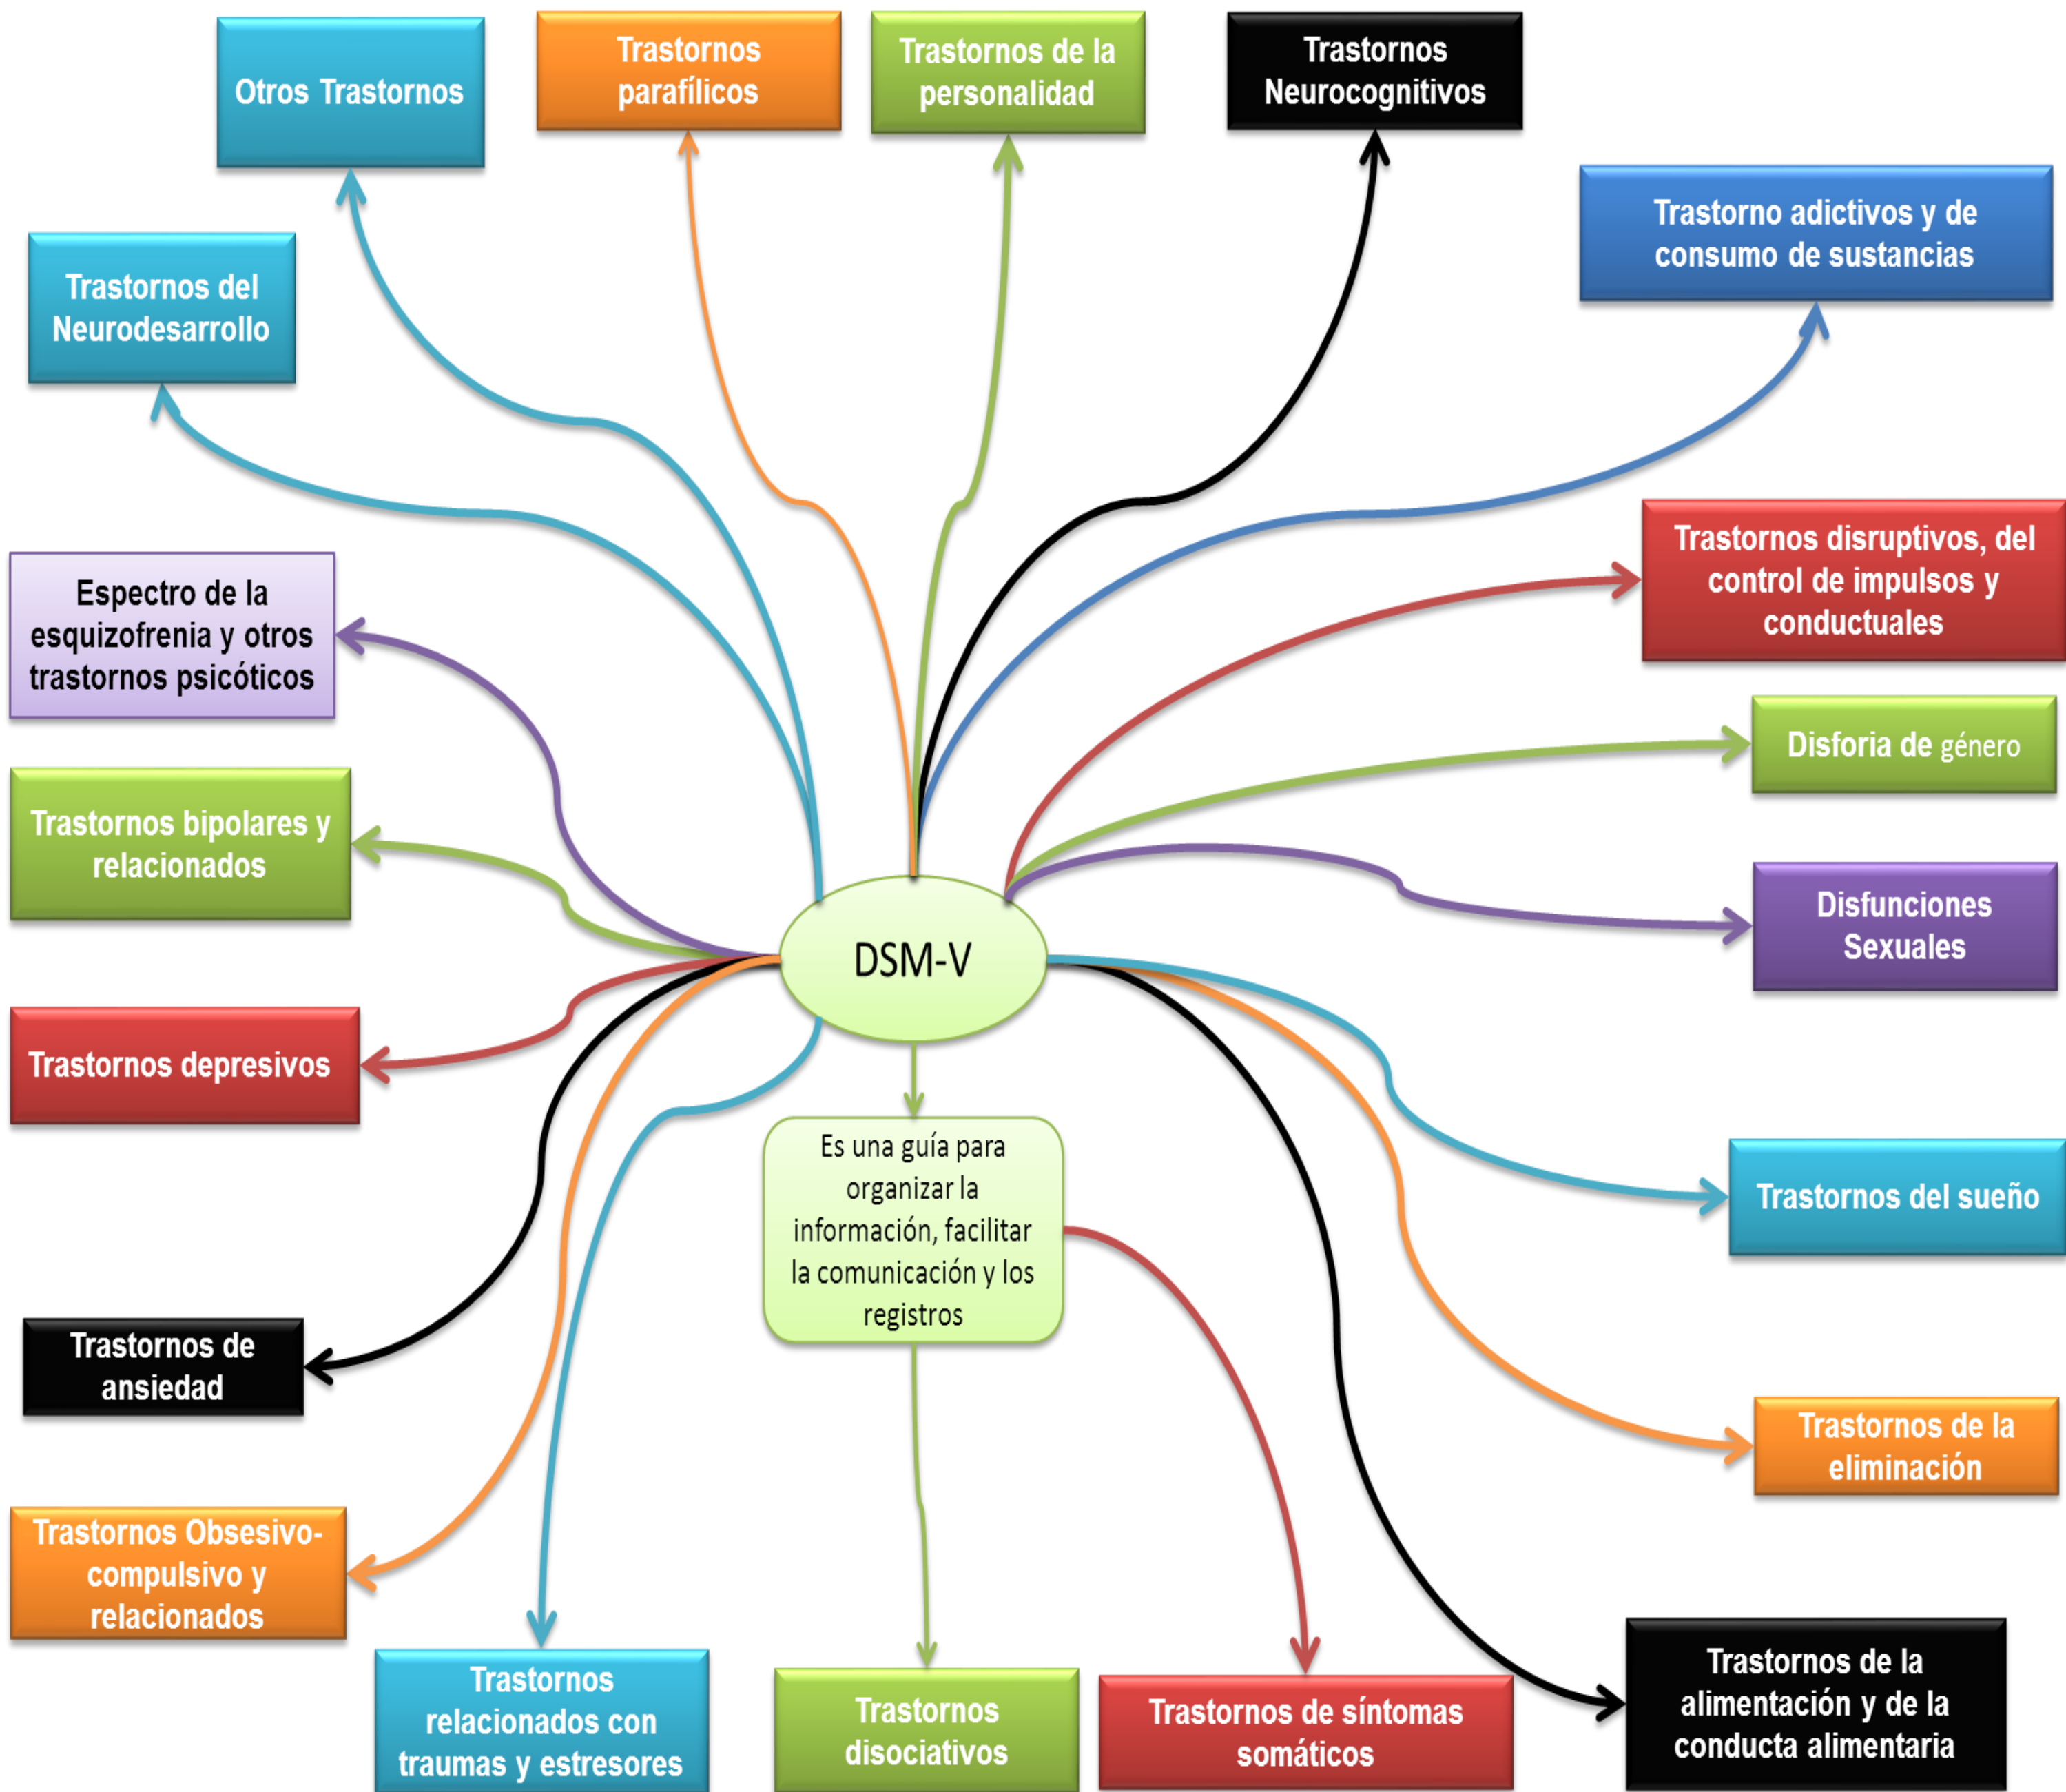 Otros Trastornos
Trastornos
parafílicos
Trastornos de la
personalidad
Trastornos
Neurocognitivos
Trastorno adictivos y de
consumo de sustancias
Trastornos del
Neurodesarrollo
Trastornos disruptivos, del
control de impulsos y
conductuales
Espectro de la
esquizofrenia y otros
trastornos psicóticos
Disforia de género
Trastornos bipolares y
relacionados
Disfunciones
Sexuales
DSM-V
Trastornos depresivos
Es una guía para
organizar la
información, facilitar
la comunicación y los
registros
Trastornos del sueño
Trastornos de
ansiedad
Trastornos de la
eliminación
Trastornos Obsesivo-
compulsivo y
relacionados
Trastornos
relacionados con
traumas y estresores
Trastornos
disociativos
Trastornos de síntomas
somáticos
Trastornos de la
alimentación y de la
conducta alimentaria